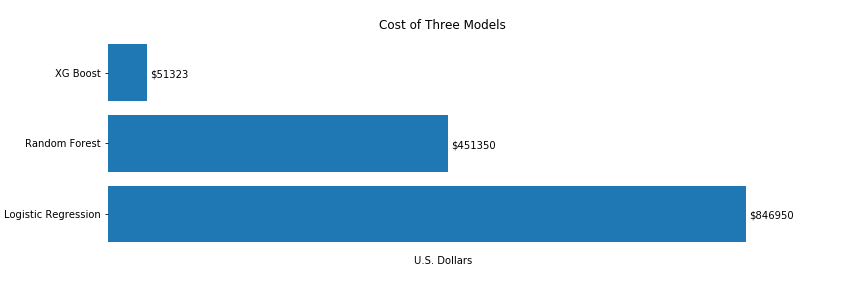 Cost of Three Models
XG Boost
$51323
Random Forest
$451350
Logistic Regression
$846950
U.S. Dollars